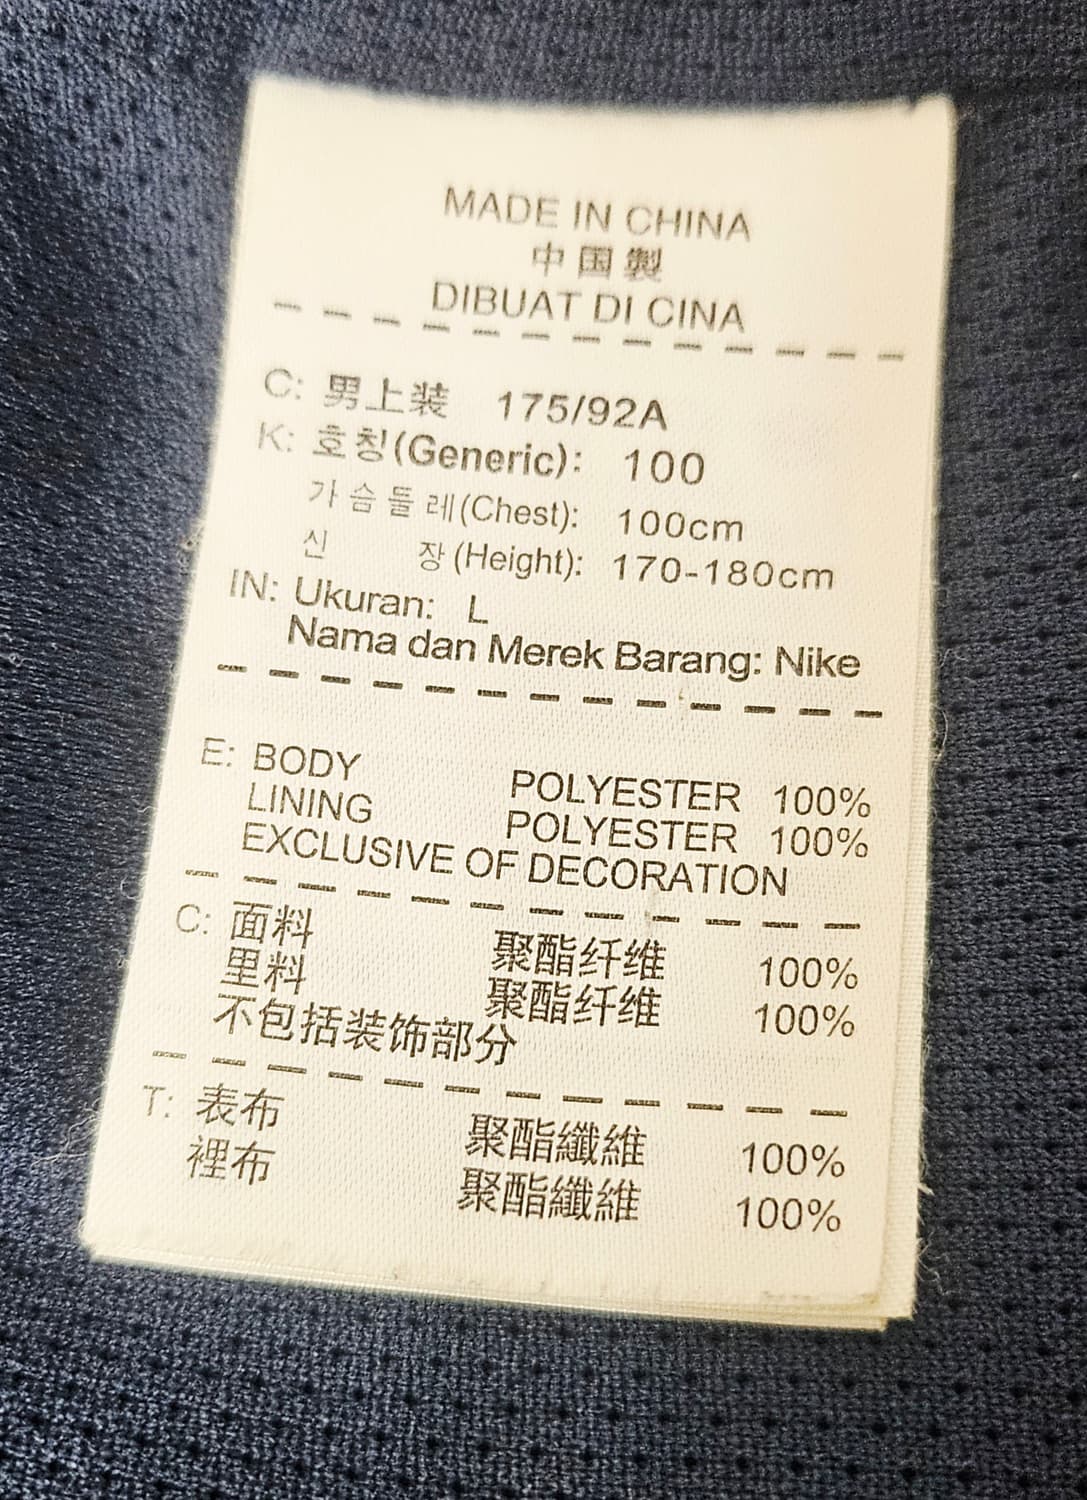 MADE IN CHINA
中国製
DIBUAT DI CINA
C: 男上装 175/92A
K: 호칭(Generic): 100
가슴둘레(Chest): 100cm
신 장(Height): 170-180cm
IN: Ukuran: L
Nama dan Merek Barang: Nike
E: BODY POLYESTER 100%
LINING POLYESTER 100%
EXCLUSIVE OF DECORATION
C: 面料 聚酯纤维 100%
里料 聚酯纤维 100%
不包括装饰部分
T: 表布 聚酯纖維 100%
裡布 聚酯纖維 100%